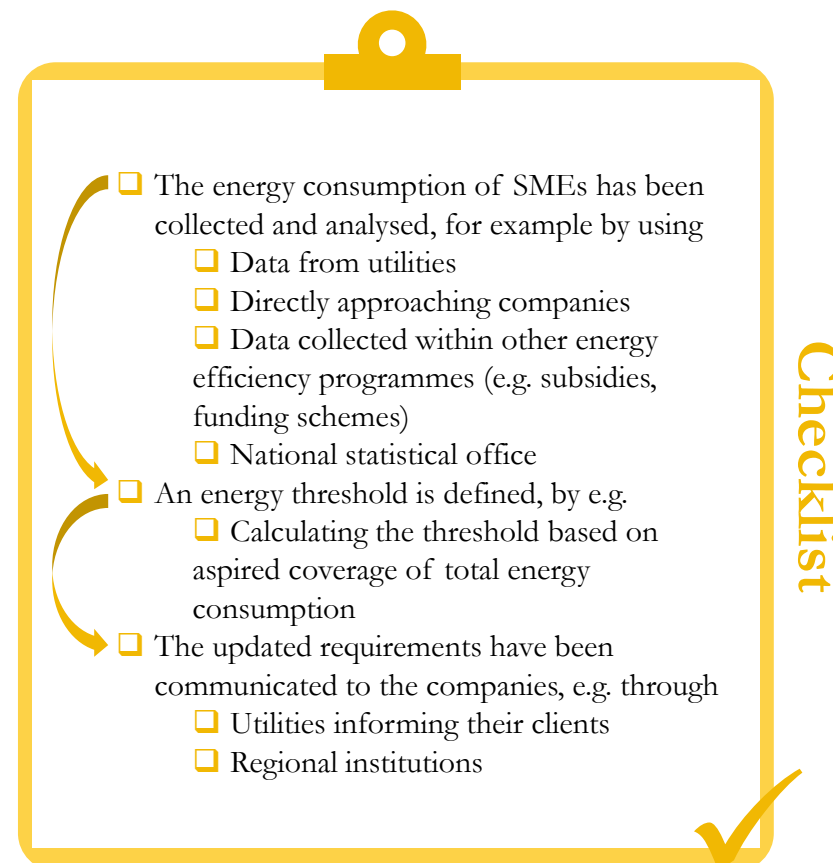 The energy consumption of SMEs has been
collected and analysed, for example by using
Data from utilities
Directly approaching companies
Data collected within other energy
efficiency programmes (e.g. subsidies,
funding schemes)
National statistical office
An energy threshold is defined, by e.g.
Calculating the threshold based on
aspired coverage of total energy
consumption
The updated requirements have been
communicated to the companies, e.g. through
Utilities informing their clients
Regional institutions
Checklist